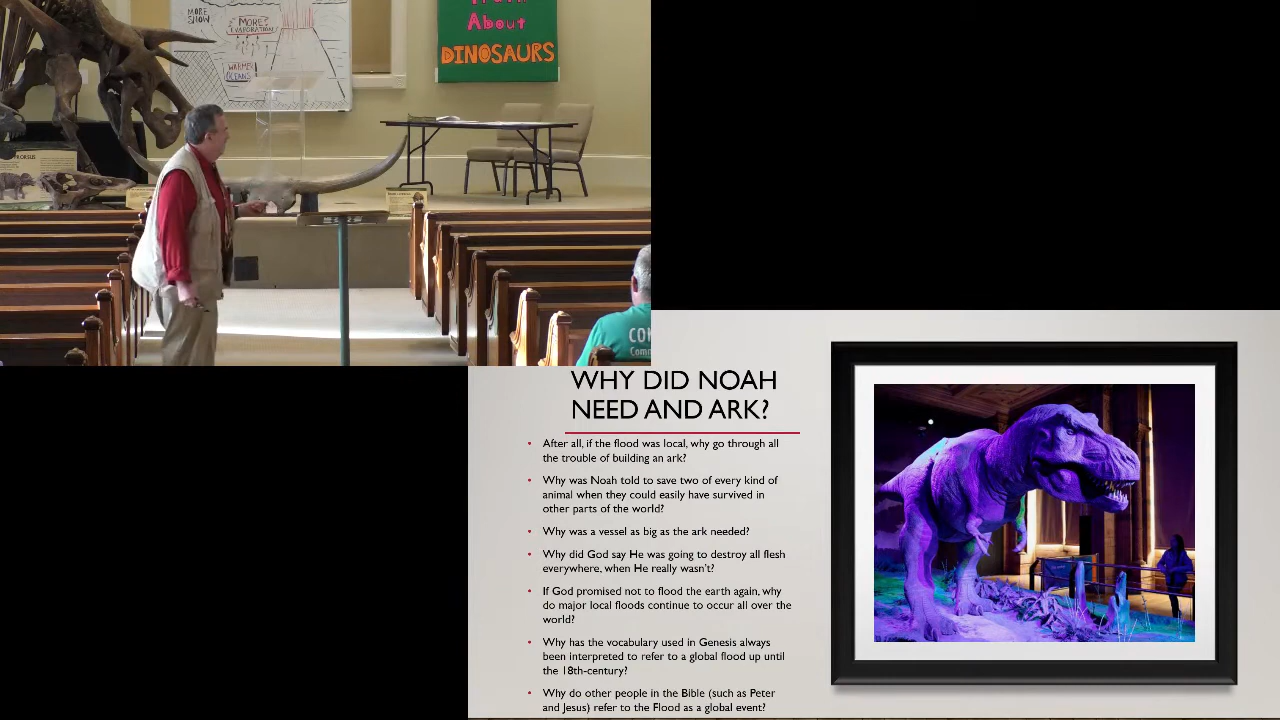 MORE
SNOW
MORE?
EVAPORATION
WARMER
OCEANS
About
DINOSAURS
CON
Comm
WHY DID NOAH
NEED AND ARK?
• After all, if the flood was local, why go through all
the trouble of building an ark?
• Why was Noah told to save two of every kind of
animal when they could easily have survived in
other parts of the world?
• Why was a vessel as big as the ark needed?
• Why did God say He was going to destroy all flesh
everywhere, when He really wasn't?
• If God promised not to flood the earth again, why
do major local floods continue to occur all over the
world?
• Why has the vocabulary used in Genesis always
been interpreted to refer to a global flood up until
the 18th-century?
• Why do other people in the Bible (such as Peter
and Jesus) refer to the Flood as a global event?